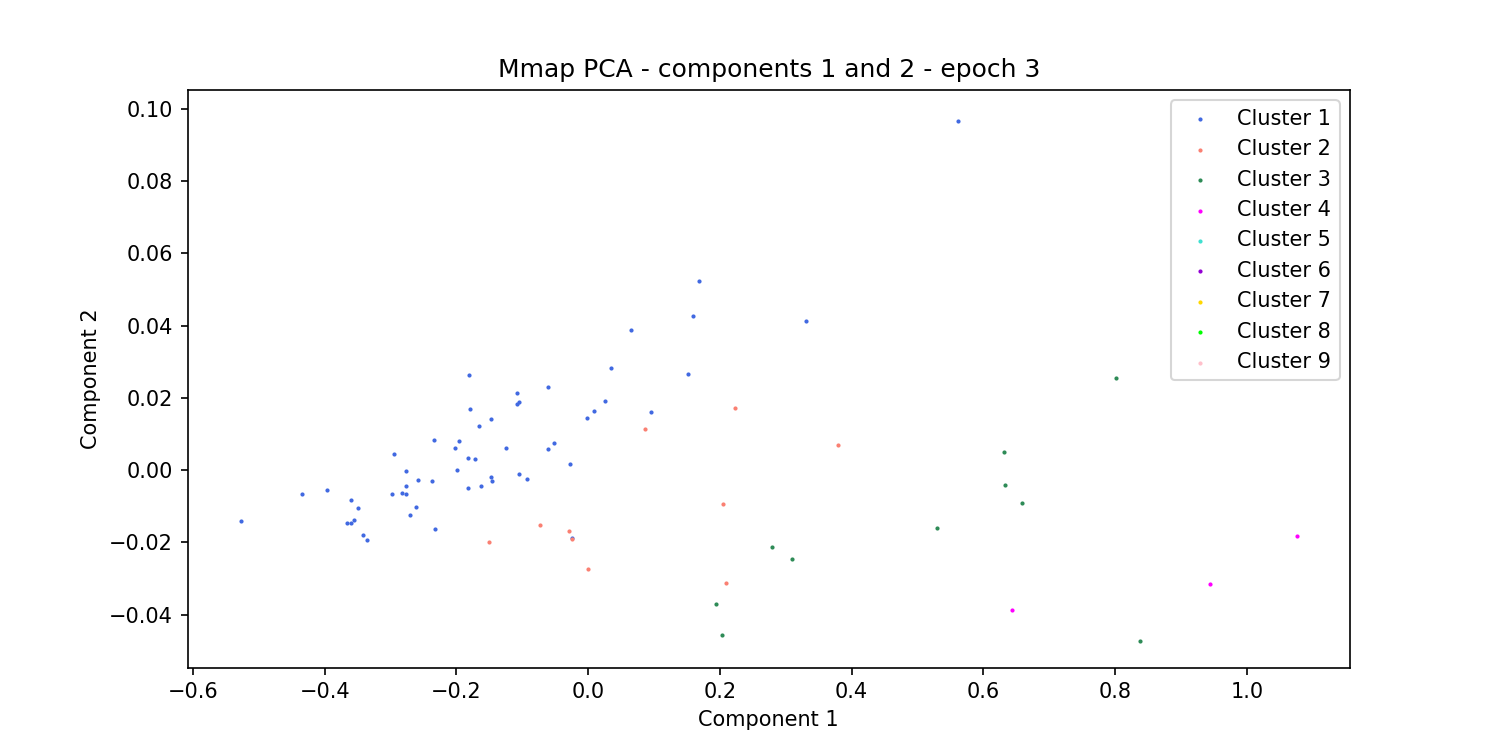 Mmap PCA - components 1 and 2 - epoch 3
0.10
0.08
0.06
0.04
0.02
0.00
−0.02
−0.04
Component 2
Cluster 1
Cluster 2
Cluster 3
Cluster 4
Cluster 5
Cluster 6
Cluster 7
Cluster 8
Cluster 9
−0.6 −0.4 −0.2 0.0 0.2 0.4 0.6 0.8 1.0
Component 1